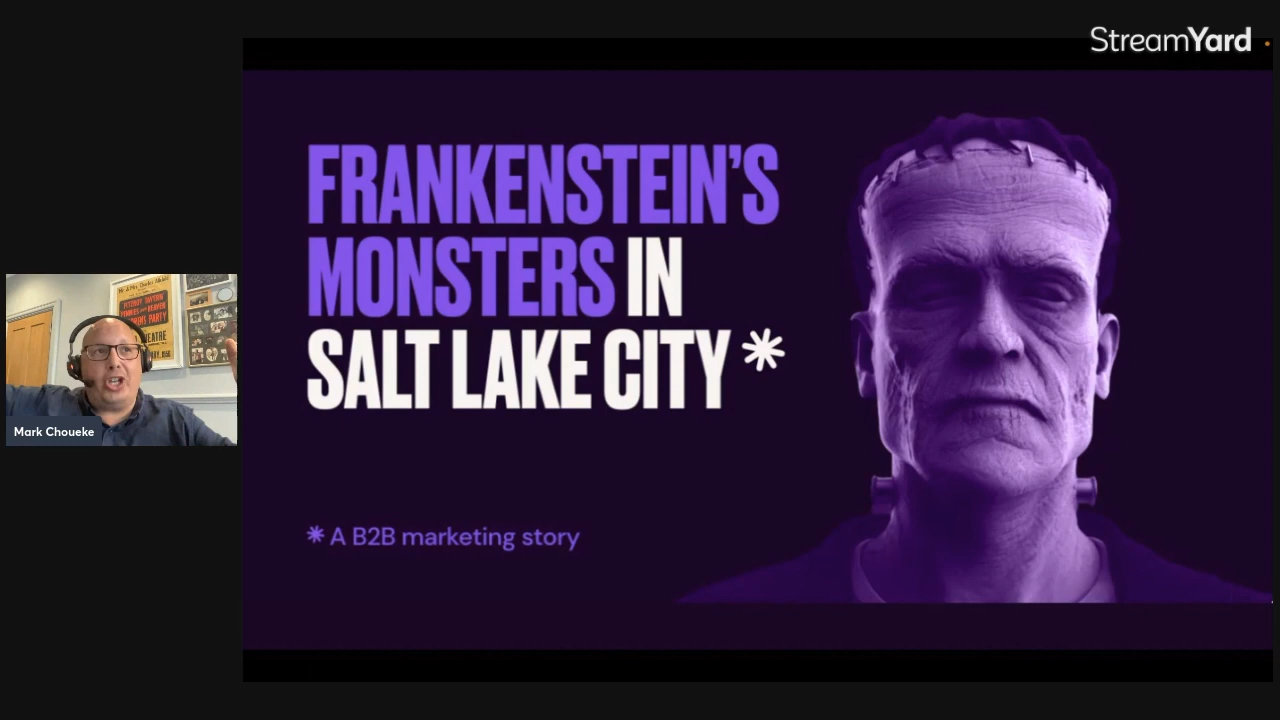 StreamYard
FRANKENSTEIN'S
MONSTERS IN
SALT LAKE CITY*
* A B2B marketing story
Mark Choueke